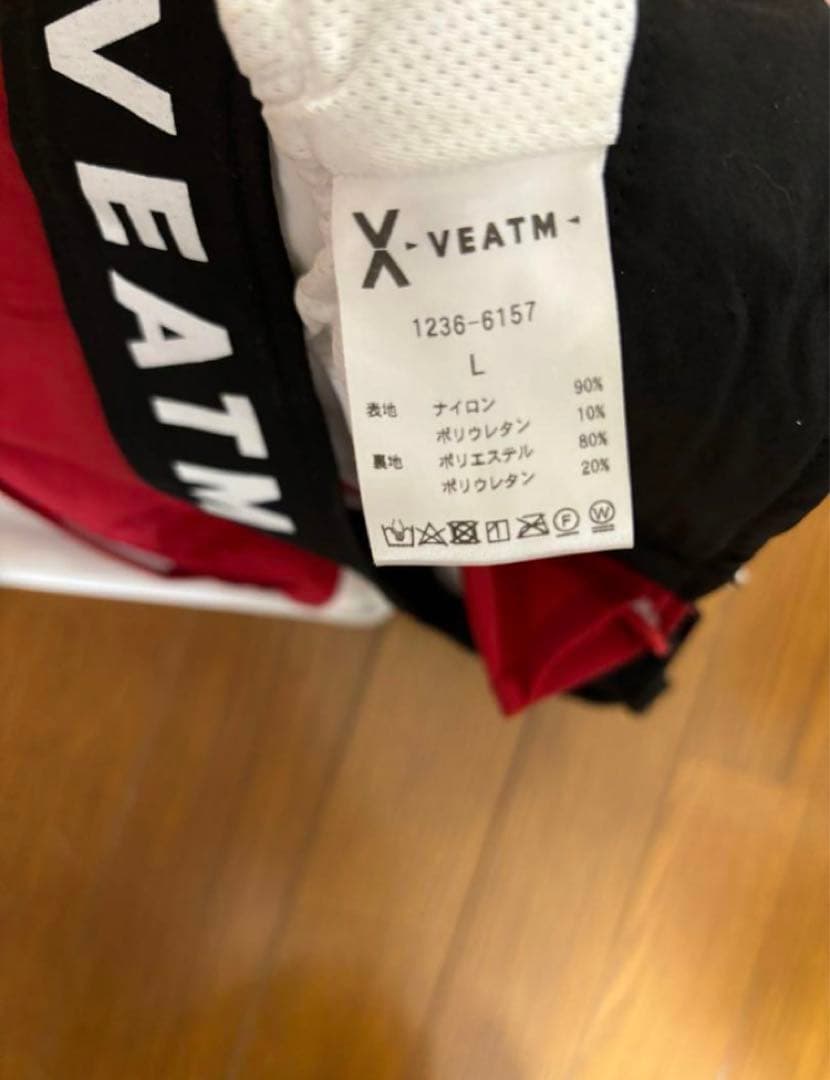 VEATM
VEATM
1236-6157
L
表地 ナイロン 90%
ポリウレタン 10%
裏地 ポリエステル 80%
ポリウレタン 20%
F W